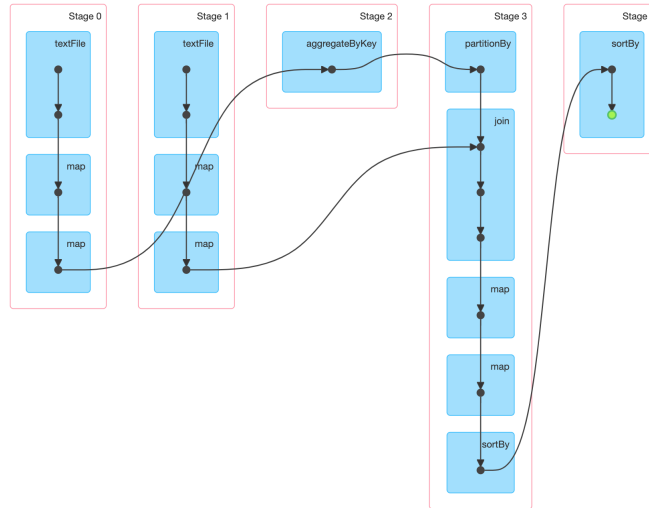 Stage 0
textFile
map
map
Stage 1
textFile
map
map
Stage 2
aggregateByKey
Stage 3
partitionBy
join
map
map
sortBy
Stage
sortBy